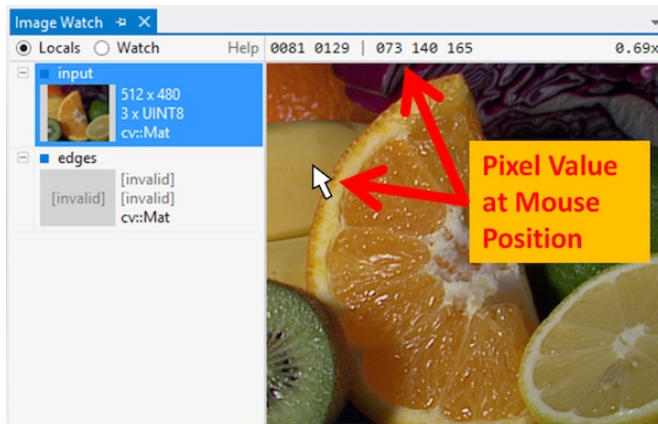 Image Watch
Locals Watch Help 0081 0129 | 073 140 165 0.69x
input
512 x 480
3 x UINT8
cv::Mat
edges
[invalid]
[invalid]
[invalid]
cv::Mat
Pixel Value
at Mouse
Position